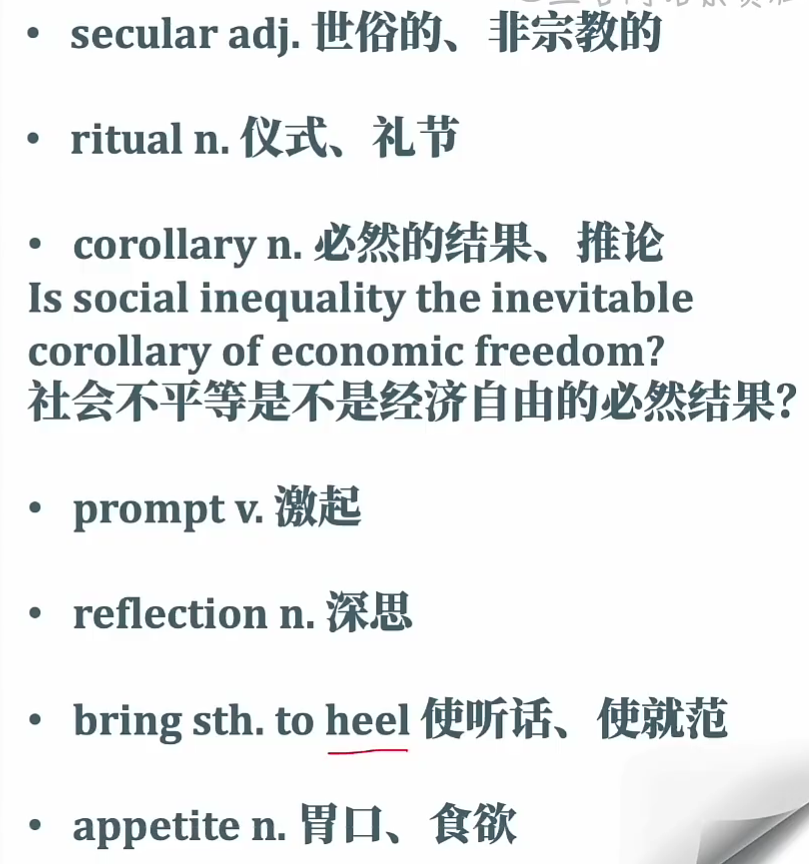 • secular adj. 世俗的、非宗教的
• ritual n. 仪式、礼节
• corollary n. 必然的结果、推论
Is social inequality the inevitable
corollary of economic freedom?
社会不平等是不是经济自由的必然结果?
• prompt v. 激起
• reflection n. 深思
• bring sth. to heel 使听话、使就范
• appetite n. 胃口、食欲